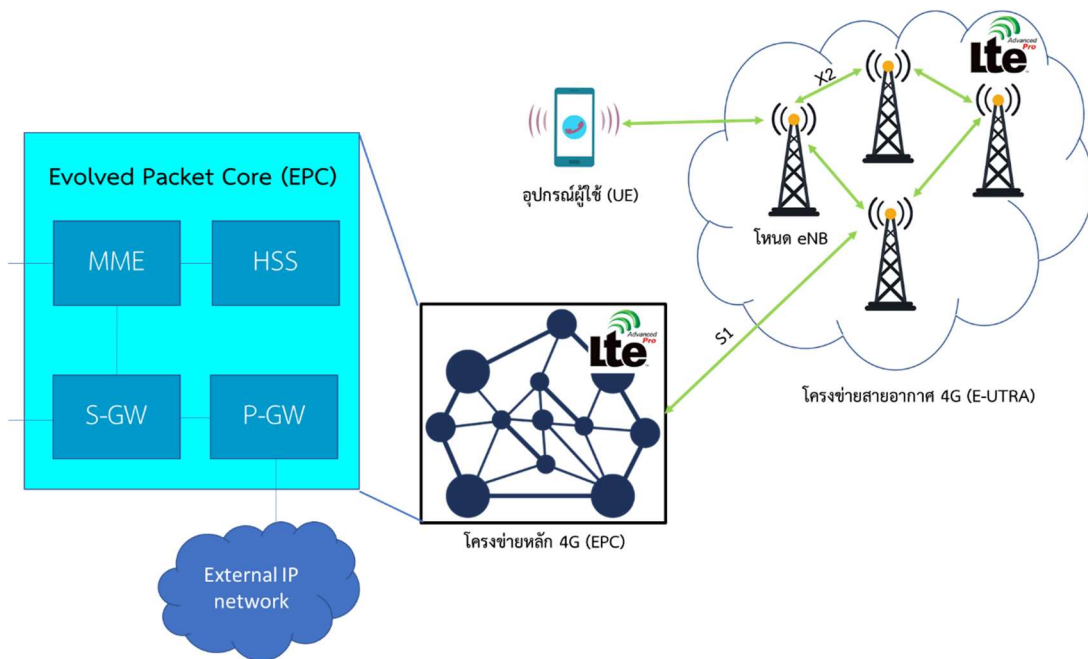 Evolved Packet Core (EPC)
MME
HSS
S-GW
P-GW
External IP
network
Advanced
Pro
LTE
โครงข่ายหลัก 4G (EPC)
S1
อุปกรณ์ผู้ใช้ (UE)
X2
โหนด eNB
Advanced
Pro
LTE
โครงข่ายสายอากาศ 4G (E-UTRA)